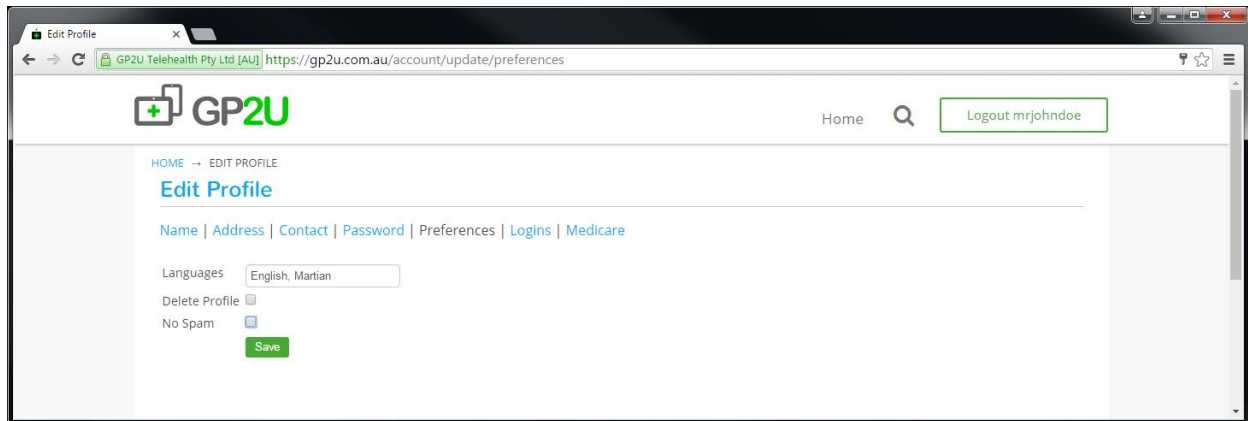 Edit Profile
GP2U Telehealth Pty Ltd [AU] https://gp2u.com.au/account/update/preferences
GP2U
Home
Logout mrjohndoe
HOME → EDIT PROFILE
Edit Profile
Name | Address | Contact | Password | Preferences | Logins | Medicare
Languages English, Martian
Delete Profile
No Spam
Save